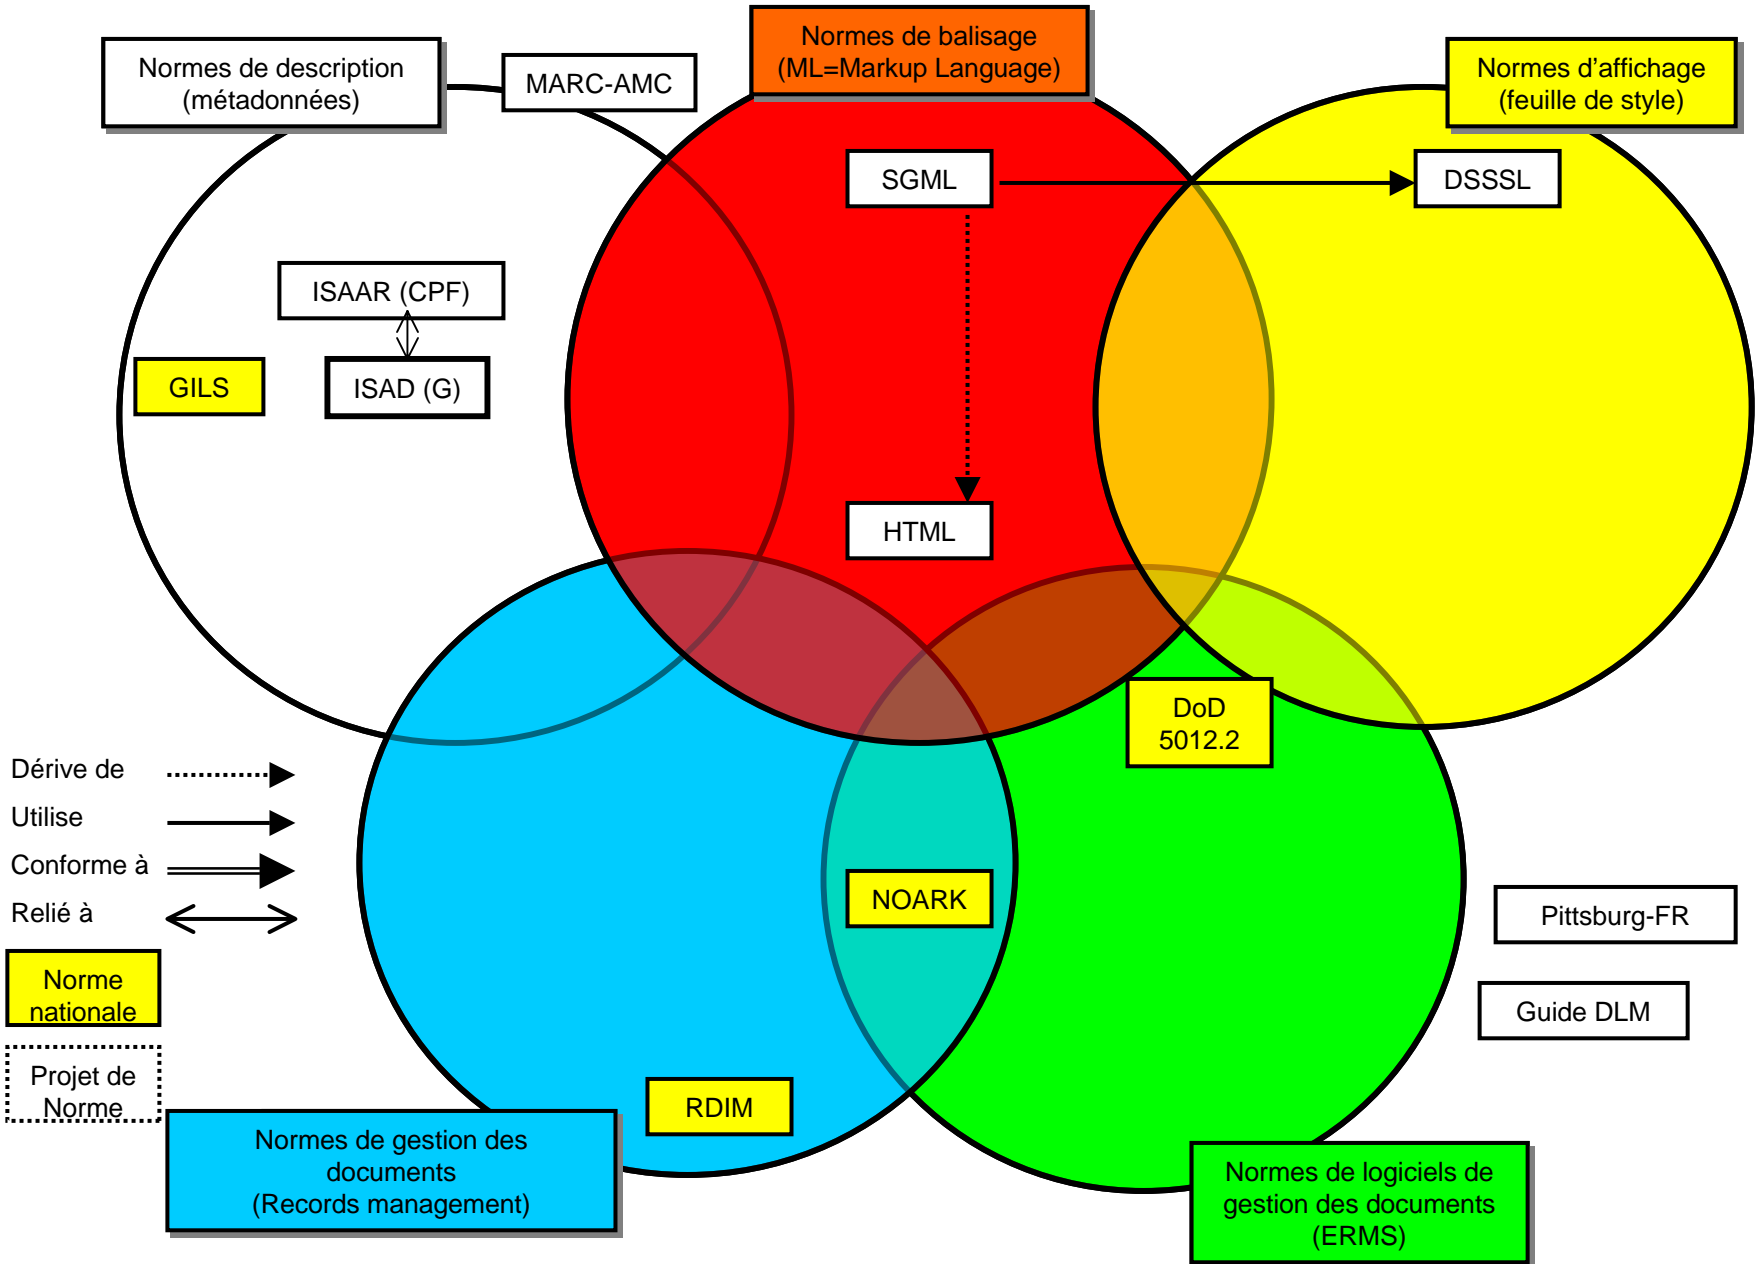 Normes de description
(métadonnées)
MARC-AMC
Normes de balisage
(ML=Markup Language)
Normes d’affichage
(feuille de style)
SGML
DSSSL
ISAAR (CPF)
GILS
ISAD (G)
HTML
DoD
5012.2
Dérive de
Utilise
Conforme à
Relié à
NOARK
Pittsburg-FR
Guide DLM
Norme
nationale
Projet de
Norme
RDIM
Normes de gestion des
documents
(Records management)
Normes de logiciels de
gestion des documents
(ERMS)